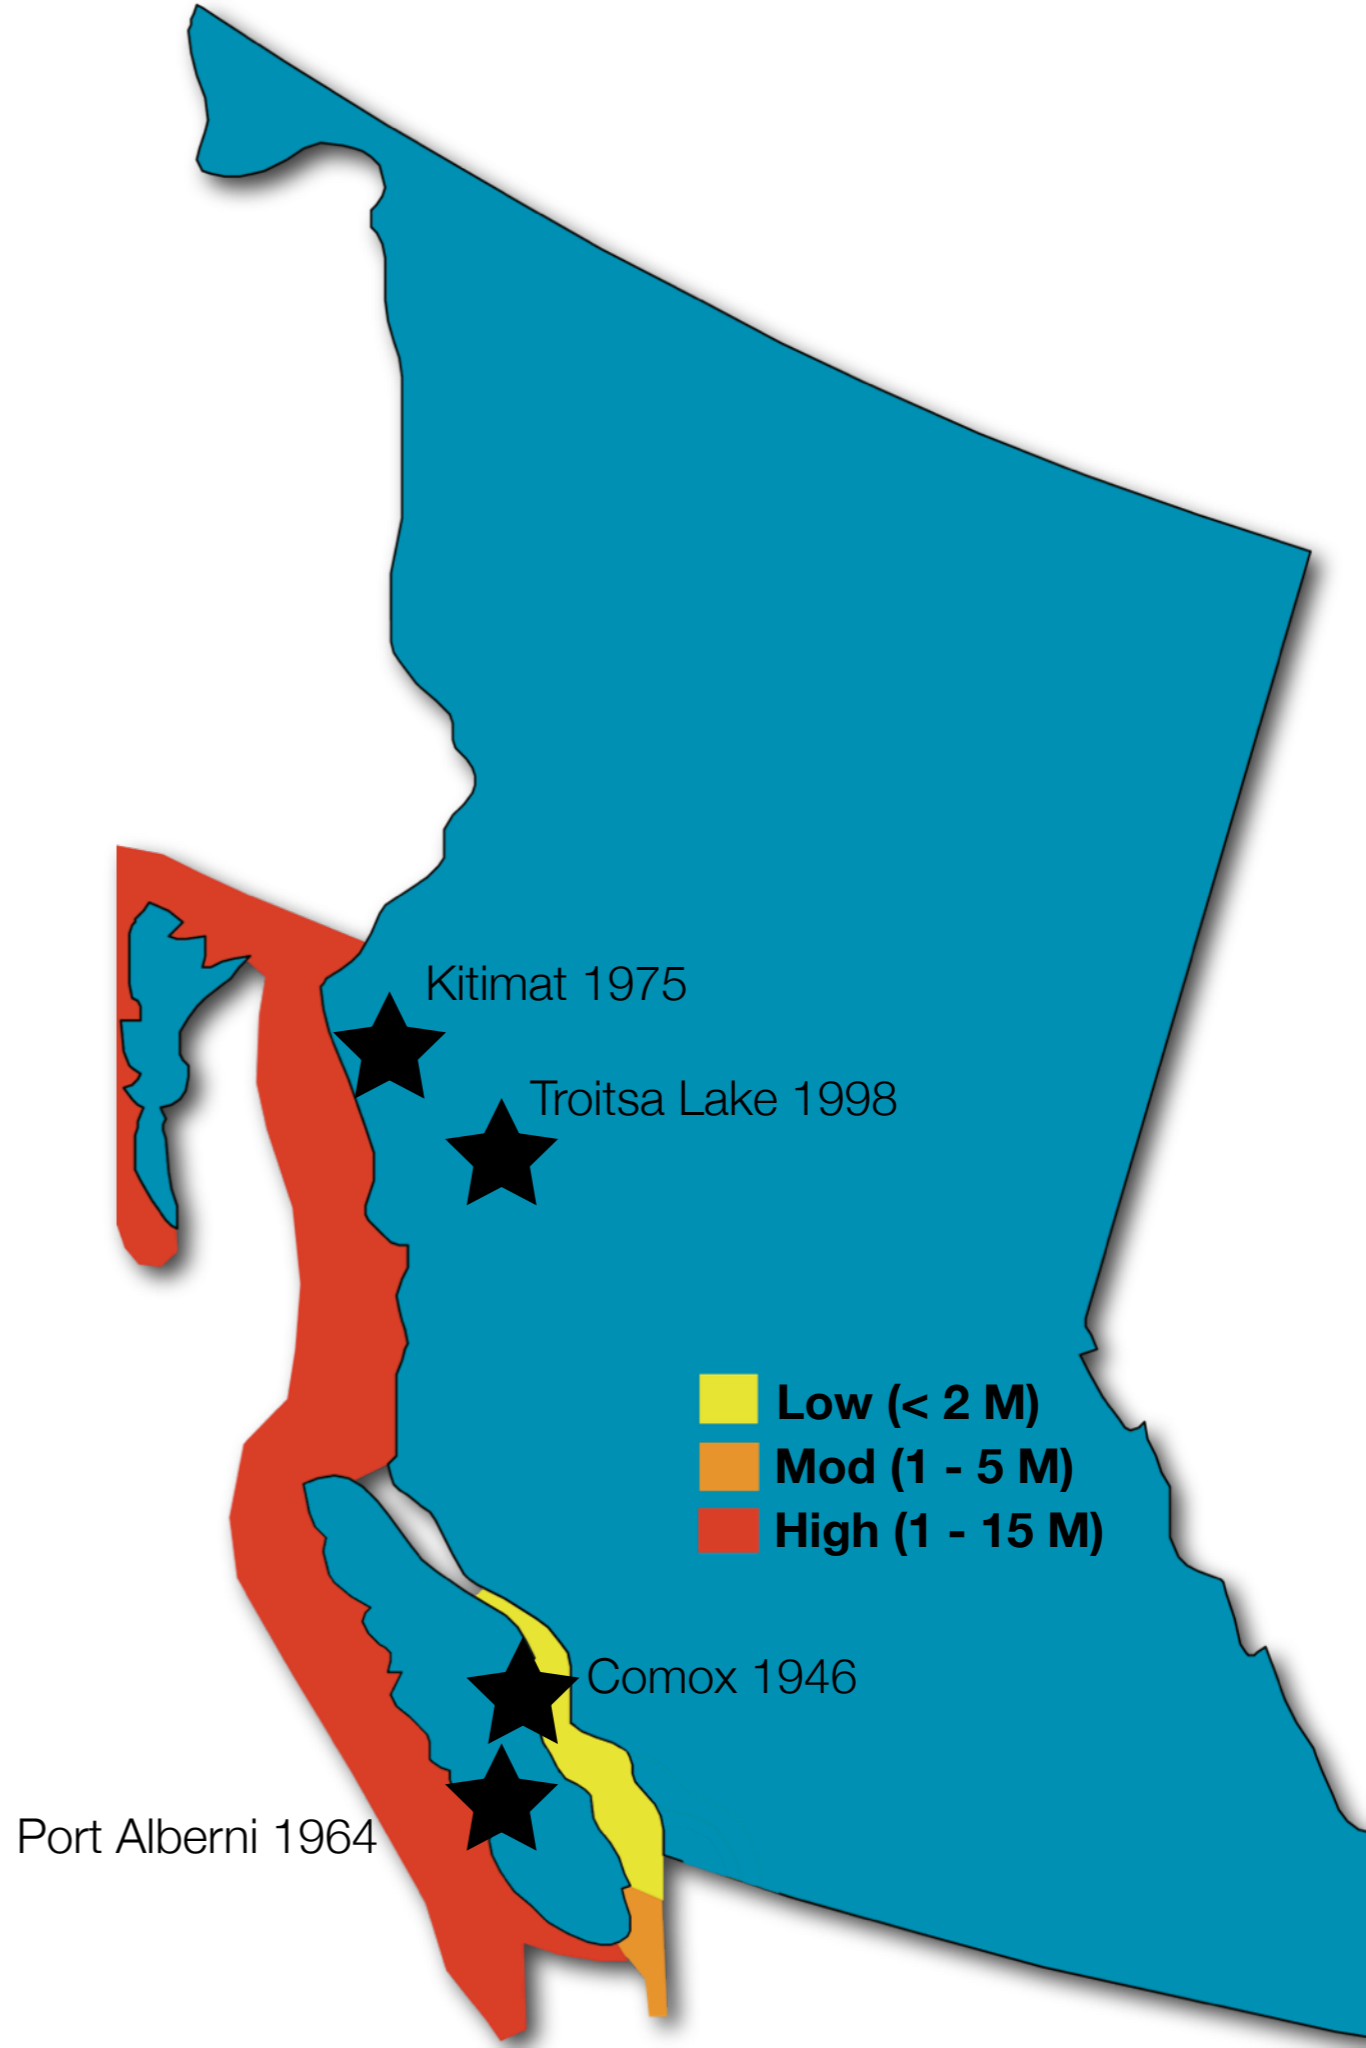 Kitimat 1975
Troitsa Lake 1998
Low (< 2 M)
Mod (1 - 5 M)
High (1 - 15 M)
Comox 1946
Port Alberni 1964